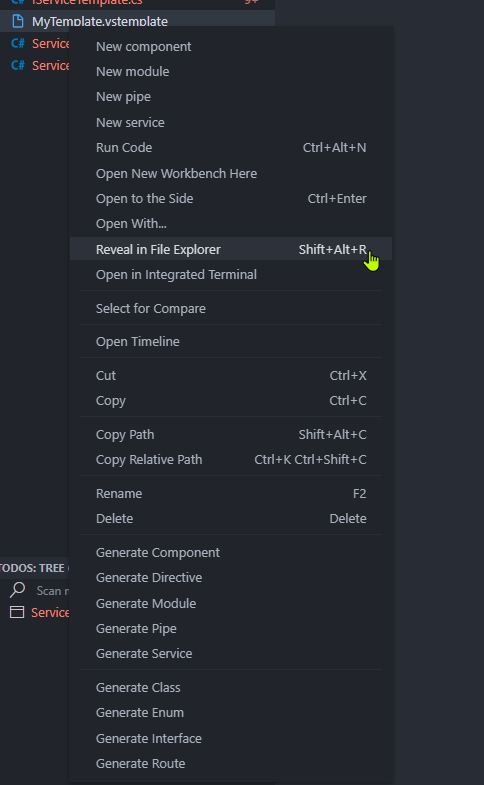 IServiceTemplate.cs 9+
MyTemplate.vstemplate
C# Service
C# Service
New component
New module
New pipe
New service
Run Code Ctrl+Alt+N
Open New Workbench Here
Open to the Side Ctrl+Enter
Open With...
Reveal in File Explorer Shift+Alt+R
Open in Integrated Terminal
Select for Compare
Open Timeline
Cut Ctrl+X
Copy Ctrl+C
Copy Path Shift+Alt+C
Copy Relative Path Ctrl+K Ctrl+Shift+C
Rename F2
Delete Delete
Generate Component
TODOS: TREE
Generate Directive
Scan
Generate Module
Service
Generate Pipe
Generate Service
Generate Class
Generate Enum
Generate Interface
Generate Route